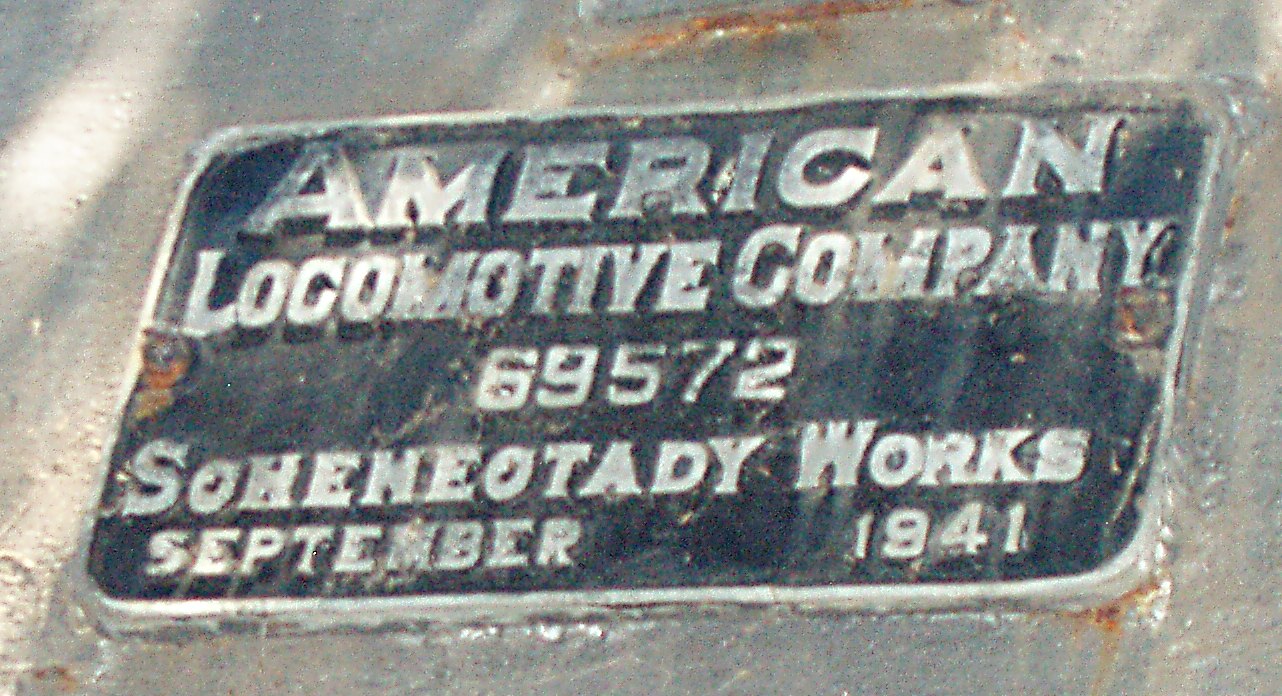 AMERICAN
LOCOMOTIVE COMPANY
69572
SCHENECTADY WORKS
SEPTEMBER 1941